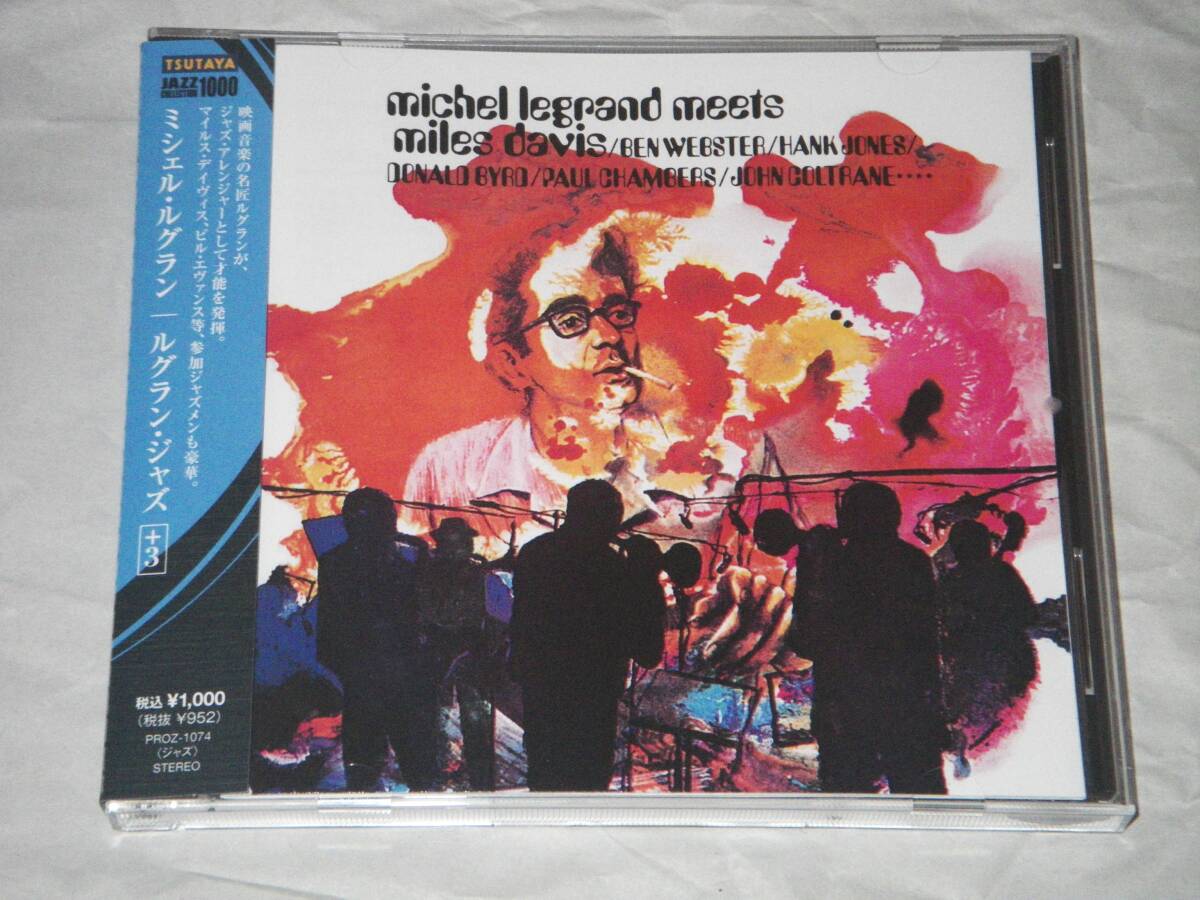 TSUTAYA
JAZZ
COLLECTION
1000
映画音楽の名匠ルグランが、
ジャズ・アレンジャーとして才能を発揮。
マイルス・デイヴィス、ビル・エヴァンス等、参加ジャズメンも豪華。
ミシェル・ルグラン|ルグラン・ジャズ +3
税込 ¥1,000
(税抜 ¥952)
PROZ-1074
〈ジャズ〉
STEREO
michel legrand meets
miles davis/BEN WEBSTER/HANK JONES/
DONALD BYRD/PAUL CHAMBERS/JOHN COLTRANE····